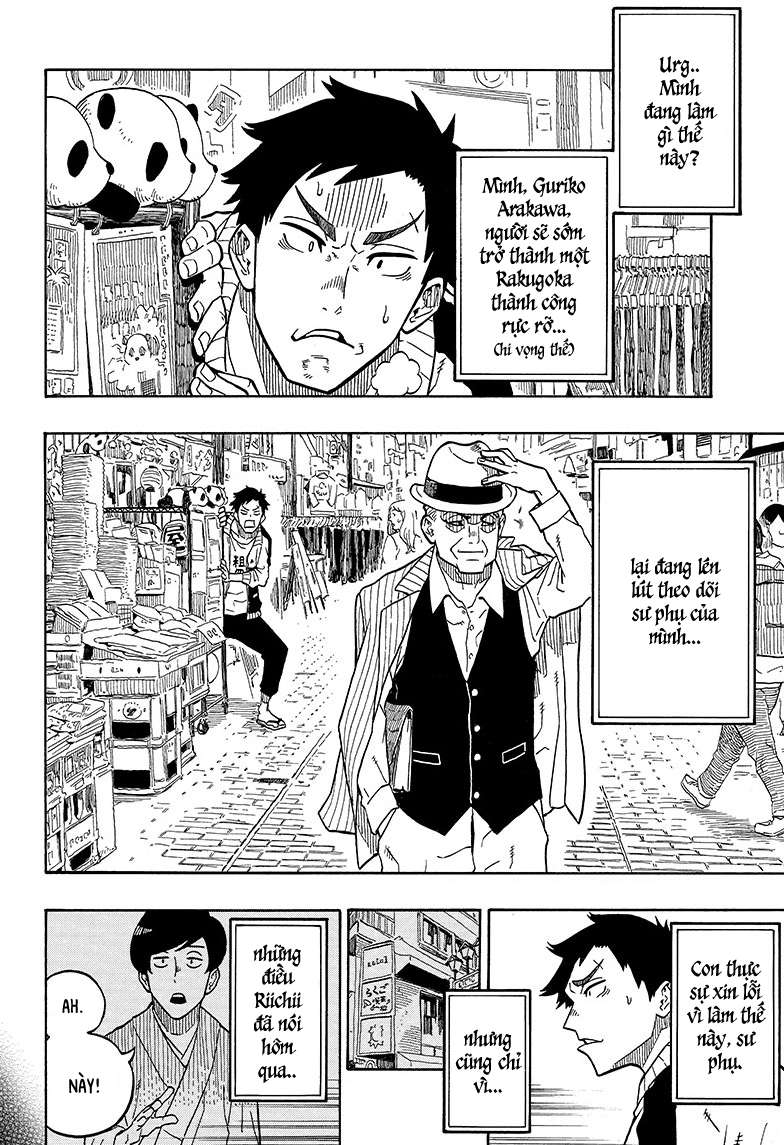 Urg..
Mình
đang làm
gì thế
này?
Mình, Guriko
Arakawa,
người sẽ sớm
trở thành một
Rakugoka
thành công
rực rỡ...
(hi vọng thế)
lại đang lén
lút theo dõi
sư phụ của
mình...
Con thực
sự xin lỗi
vì làm thế
này, sư
phụ.
nhưng
cũng chỉ
vì...
những
điều
Riichii
đã nói
hôm
qua..
AH.
NÀY!